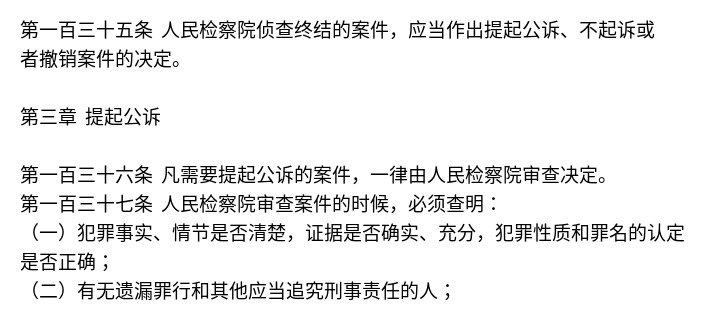 第一百三十五条 人民检察院侦查终结的案件，应当作出提起公诉、不起诉或
者撤销案件的决定。
第三章 提起公诉
第一百三十六条 凡需要提起公诉的案件，一律由人民检察院审查决定。
第一百三十七条 人民检察院审查案件的时候，必须查明：
（一）犯罪事实、情节是否清楚，证据是否确实、充分，犯罪性质和罪名的认定
是否正确；
（二）有无遗漏罪行和其他应当追究刑事责任的人；